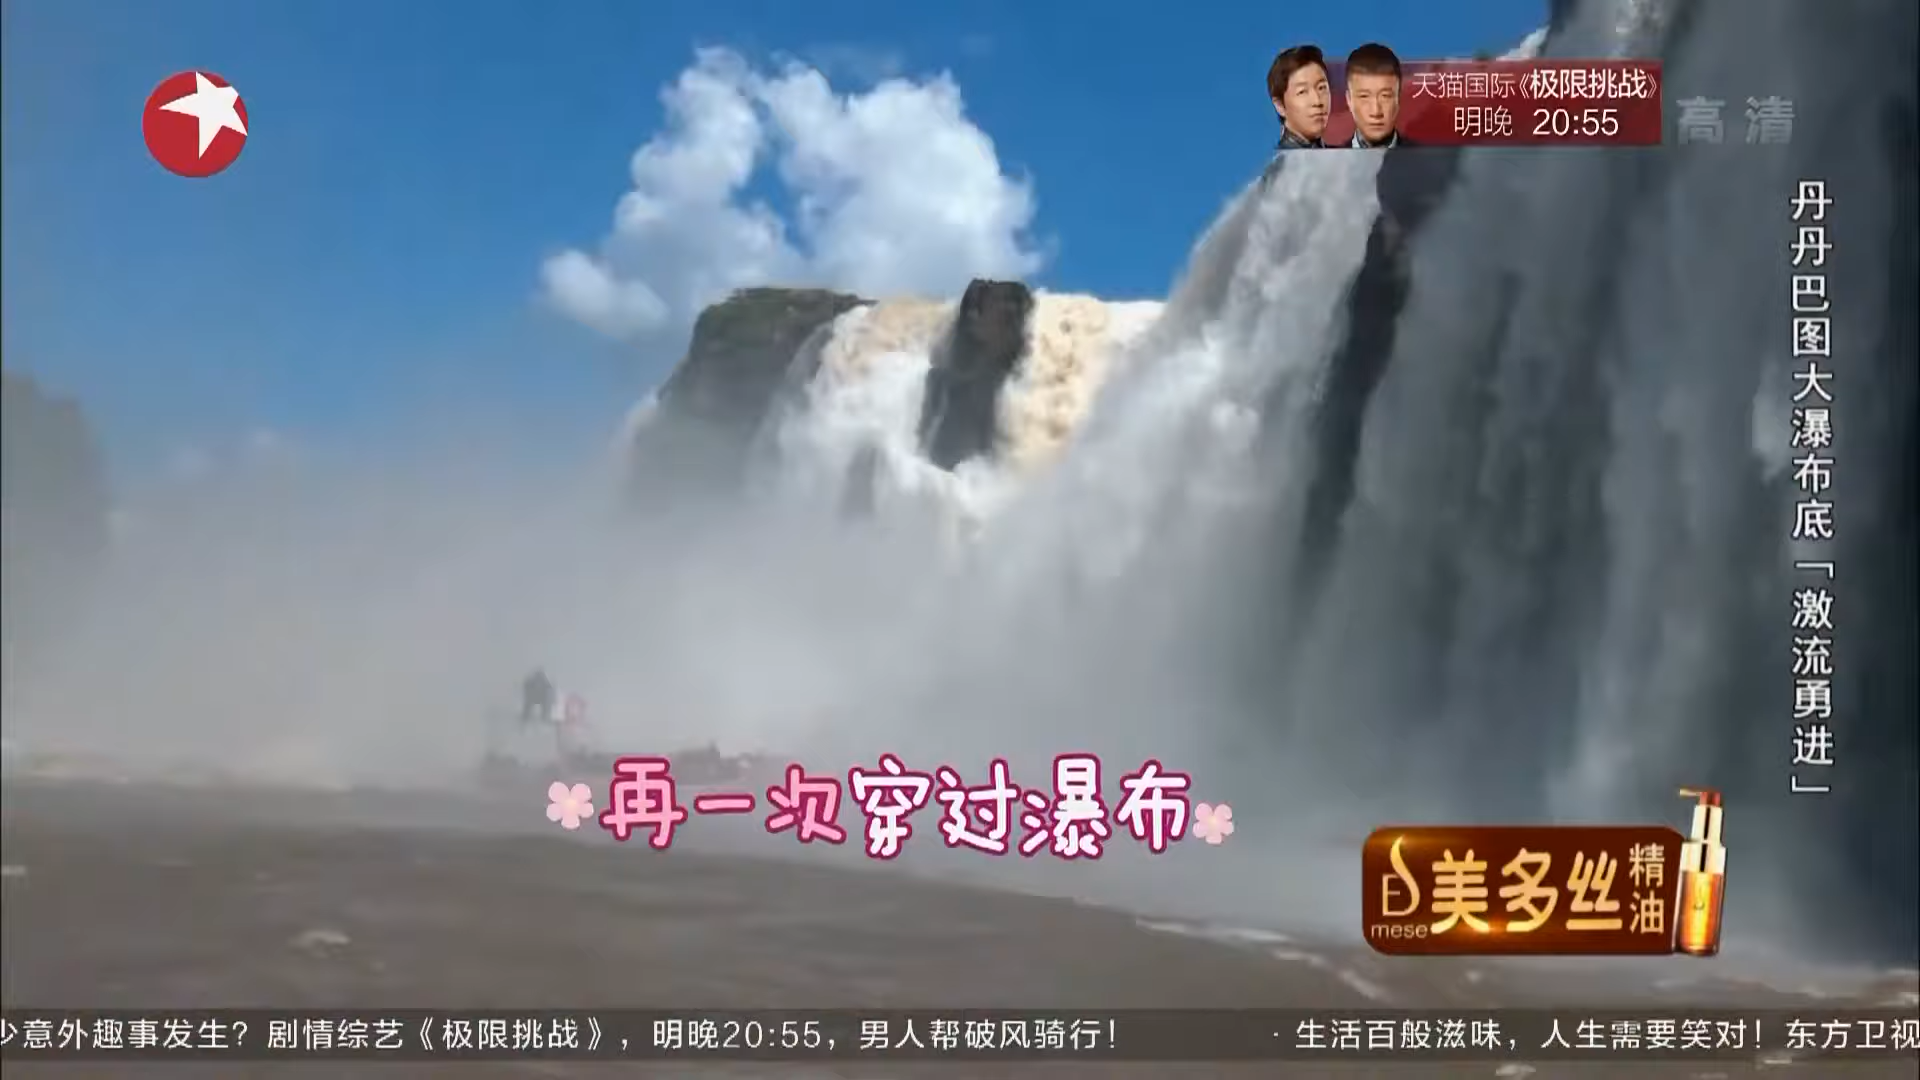 天猫国际《极限挑战》
明晚 20:55
高清
丹丹巴图大瀑布底「激流勇进」
再一次穿过瀑布
美多丝
精油
mese
少意外趣事发生？剧情综艺《极限挑战》，明晚20:55，男人帮破风骑行！ · 生活百般滋味，人生需要笑对！东方卫视